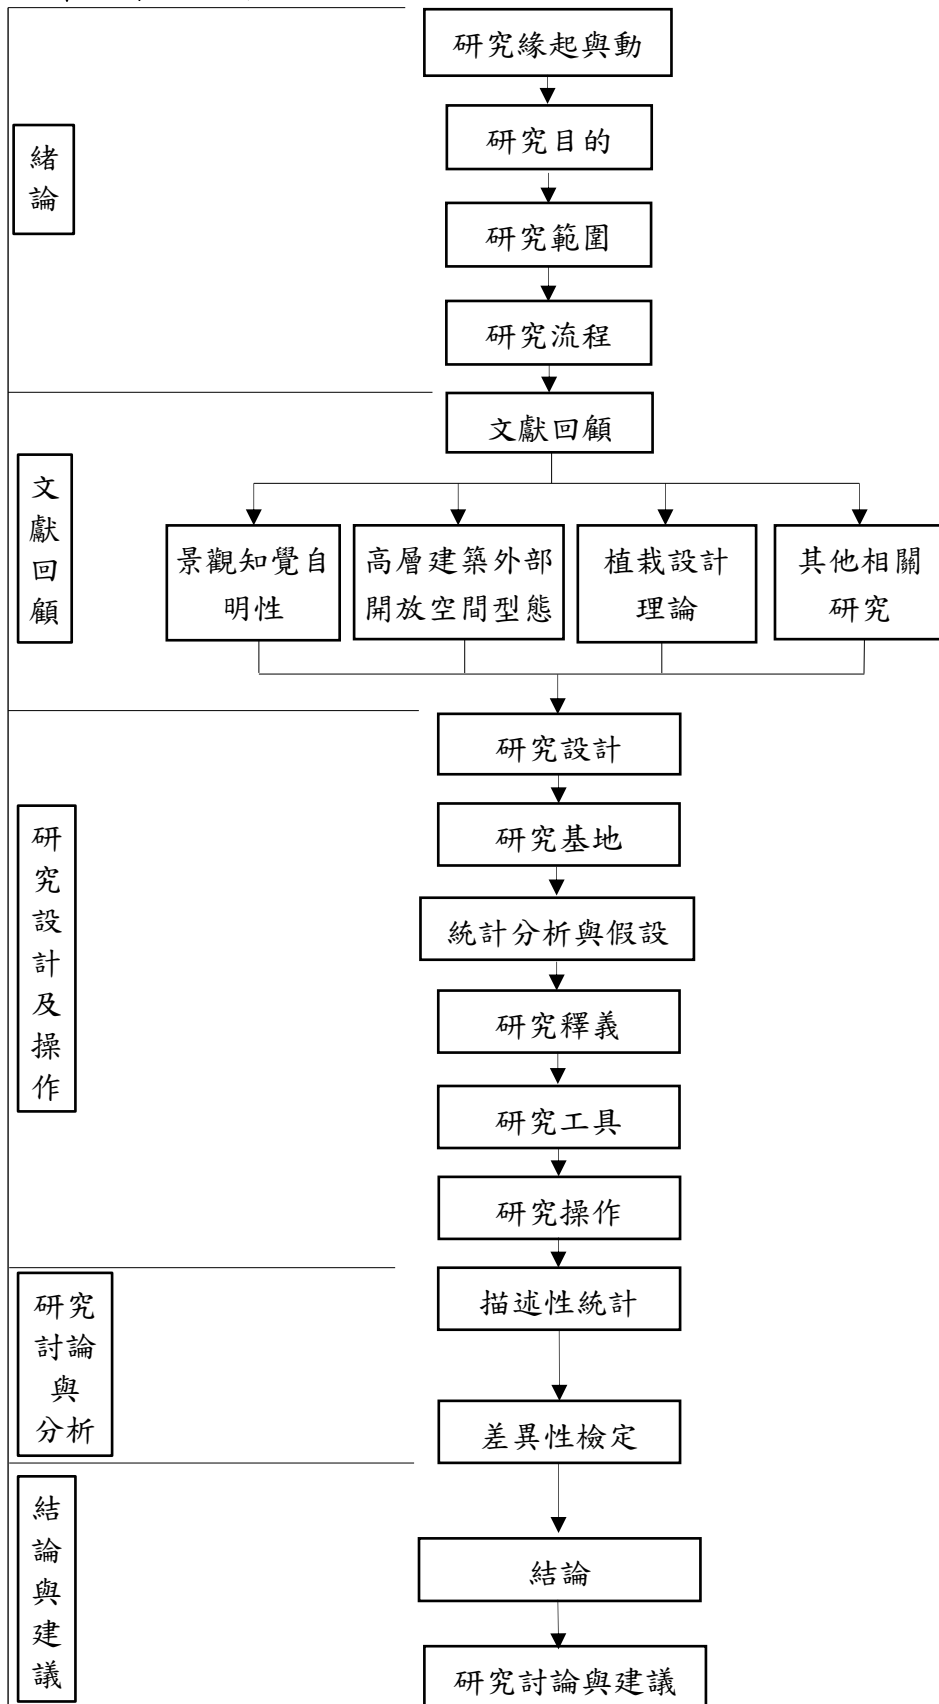 研究緣起與動
緒
論
研究目的
研究範圍
研究流程
文獻回顧
文
獻
回
顧
景觀知覺自
明性
高層建築外部
開放空間型態
植栽設計
理論
其他相關
研究
研究設計
研
究
設
計
及
操
作
研究基地
統計分析與假設
研究釋義
研究工具
研究操作
研究
討論
與
分析
描述性統計
差異性檢定
結
論
與
建
議
結論
研究討論與建議